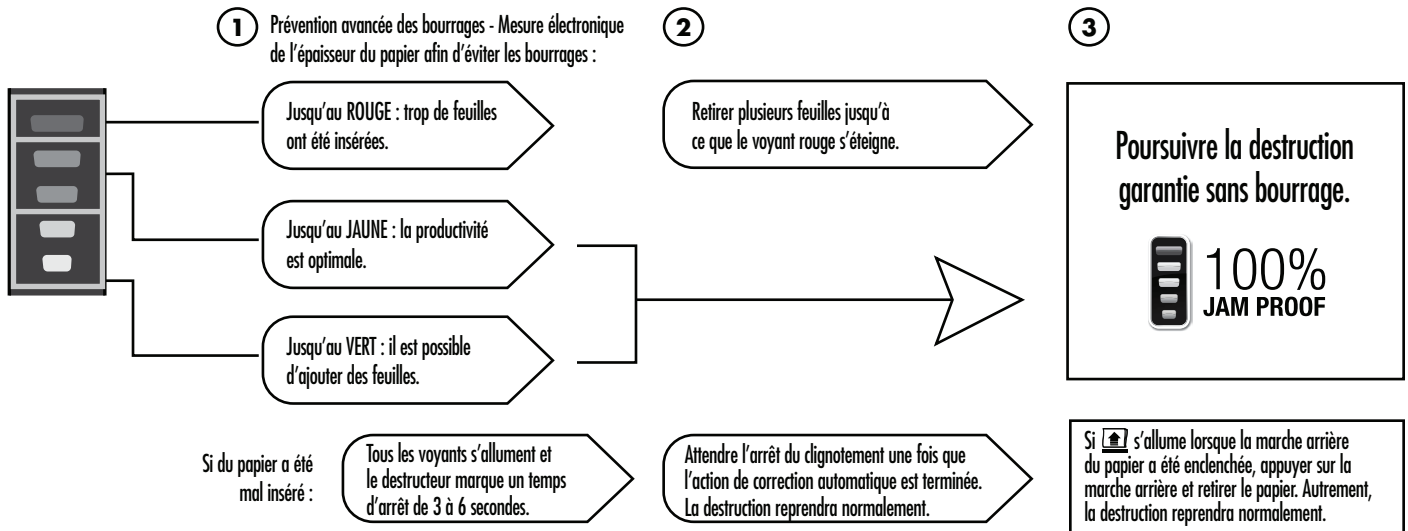 1 Prévention avancée des bourrages - Mesure électronique
de l'épaisseur du papier afin d'éviter les bourrages :
2
3
Jusqu'au ROUGE : trop de feuilles
ont été insérées.
Retirer plusieurs feuilles jusqu'à
ce que le voyant rouge s'éteigne.
Poursuivre la destruction
garantie sans bourrage.
100%
JAM PROOF
Jusqu'au JAUNE : la productivité
est optimale.
Jusqu'au VERT : il est possible
d'ajouter des feuilles.
Si du papier a été
mal inséré :
Tous les voyants s'allument et
le destructeur marque un temps
d'arrêt de 3 à 6 secondes.
Attendre l'arrêt du clignotement une fois que
l'action de correction automatique est terminée.
La destruction reprendra normalement.
Si s'allume lorsque la marche arrière
du papier a été enclenchée, appuyer sur la
marche arrière et retirer le papier. Autrement,
la destruction reprendra normalement.